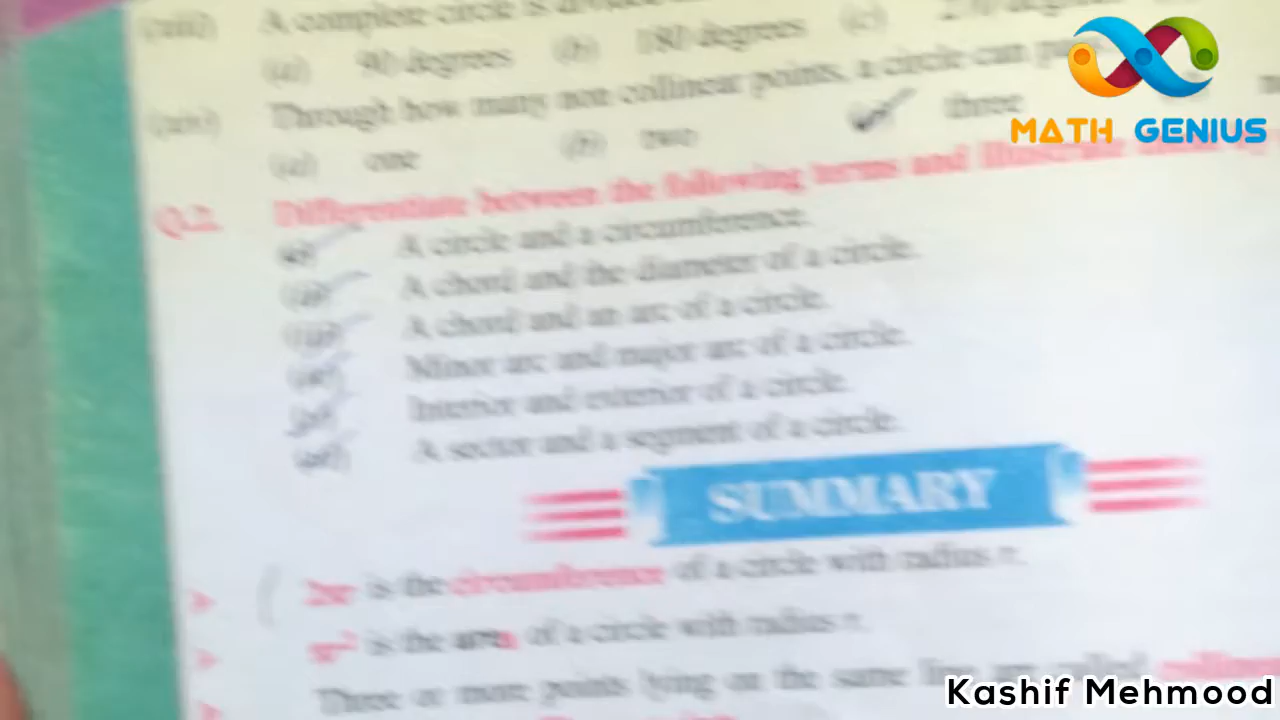 (xiii) A complete circle is divided
(a) 90 degrees (b) 180 degrees (c) 270 degrees
(xiv) Through how many non collinear points, a circle can pass
(a) one (b) two three
Q.2. Differentiate between the following terms and illustrate
(i) A circle and a circumference.
(ii) A chord and the diameter of a circle.
(iii) A chord and an arc of a circle.
(iv) Minor arc and major arc of a circle.
(v) Interior and exterior of a circle.
(vi) A sector and a segment of a circle.
SUMMARY
2πr is the circumference of a circle with radius r.
πr² is the area of a circle with radius r.
Three or more points lying on the same line are called
MATH GENIUS
Kashif Mehmood